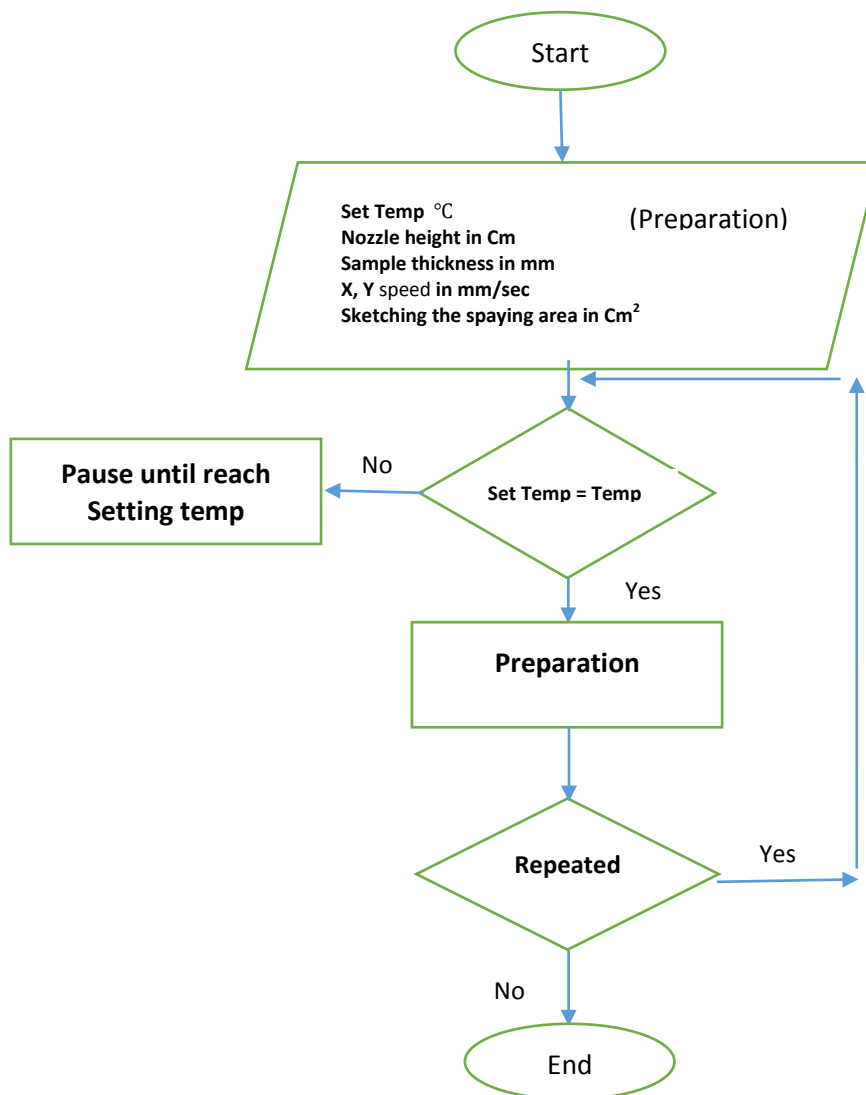 Start
(Preparation)
Set Temp °C
Nozzle height in Cm
Sample thickness in mm
X, Y speed in mm/sec
Sketching the spaying area in Cm²
No
Pause until reach
Setting temp
Set Temp = Temp
Yes
Preparation
Repeated
Yes
No
End